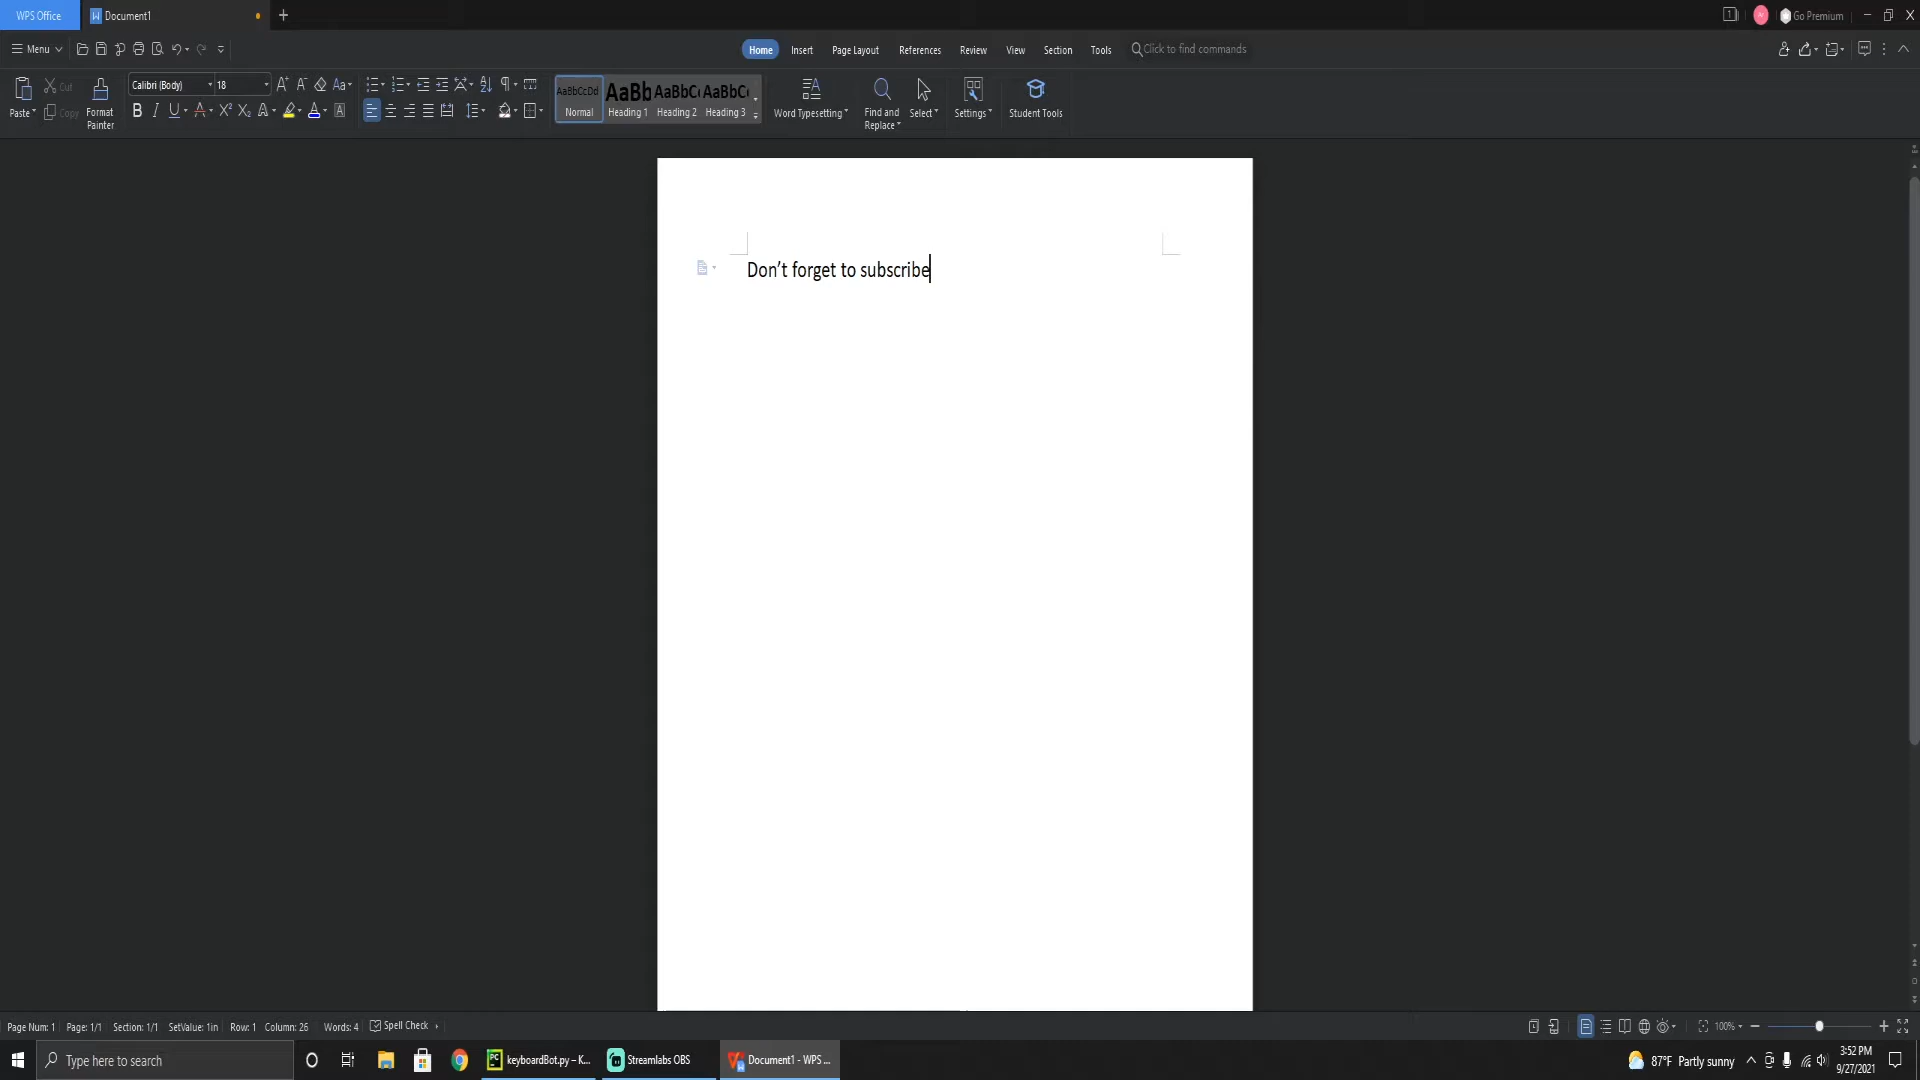 WPS Office
Document1
Go Premium
Menu
Home
Insert
Page Layout
References
Review
View
Section
Tools
Click to find commands
Paste
Cut
Copy
Format
Painter
Calibri (Body)
18
AaBbCcDd
Normal
AaBb
Heading 1
AaBbC
Heading 2
AaBbC
Heading 3
Word Typesetting
Find and
Replace
Select
Settings
Student Tools
Don’t forget to subscribe
Page Num: 1
Page: 1/1
Section: 1/1
SetValue: 1in
Row: 1
Column: 26
Words: 4
Spell Check
100%
Type here to search
keyboardBot.py – K...
Streamlabs OBS
Document1 - WPS ...
87°F Partly sunny
3:52 PM
9/27/2021